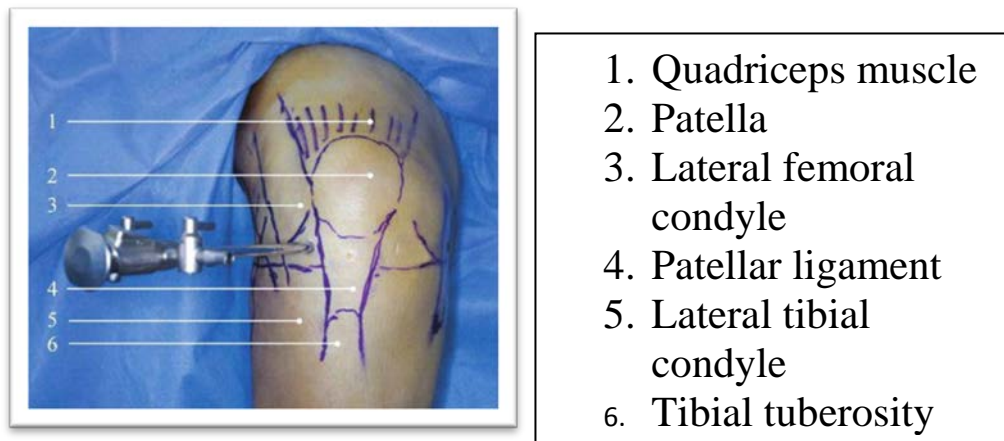 1
2
3
4
5
6
1. Quadriceps muscle
2. Patella
3. Lateral femoral
condyle
4. Patellar ligament
5. Lateral tibial
condyle
6. Tibial tuberosity